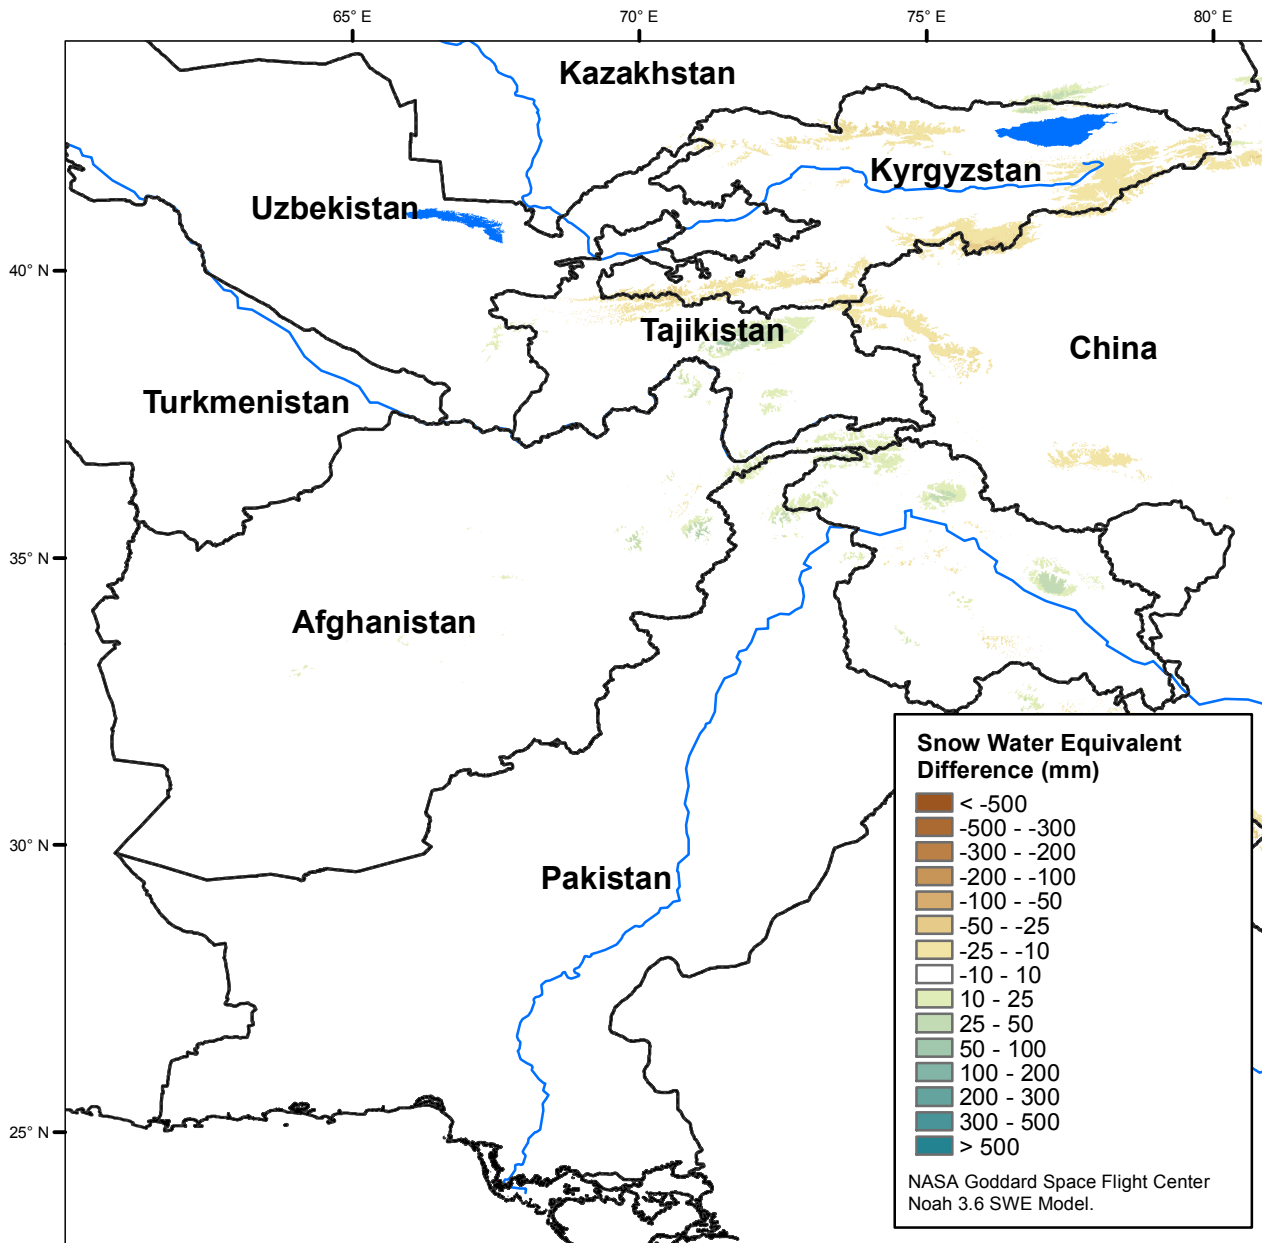 65° E
70° E
75° E
80° E
Kazakhstan
Kyrgyzstan
Uzbekistan
40° N
Tajikistan
China
Turkmenistan
35° N
Afghanistan
Snow Water Equivalent
Difference (mm)
< -500
-500 - -300
-300 - -200
-200 - -100
-100 - -50
-50 - -25
-25 - -10
-10 - 10
10 - 25
25 - 50
50 - 100
100 - 200
200 - 300
300 - 500
> 500
NASA Goddard Space Flight Center
Noah 3.6 SWE Model.
30° N
Pakistan
25° N